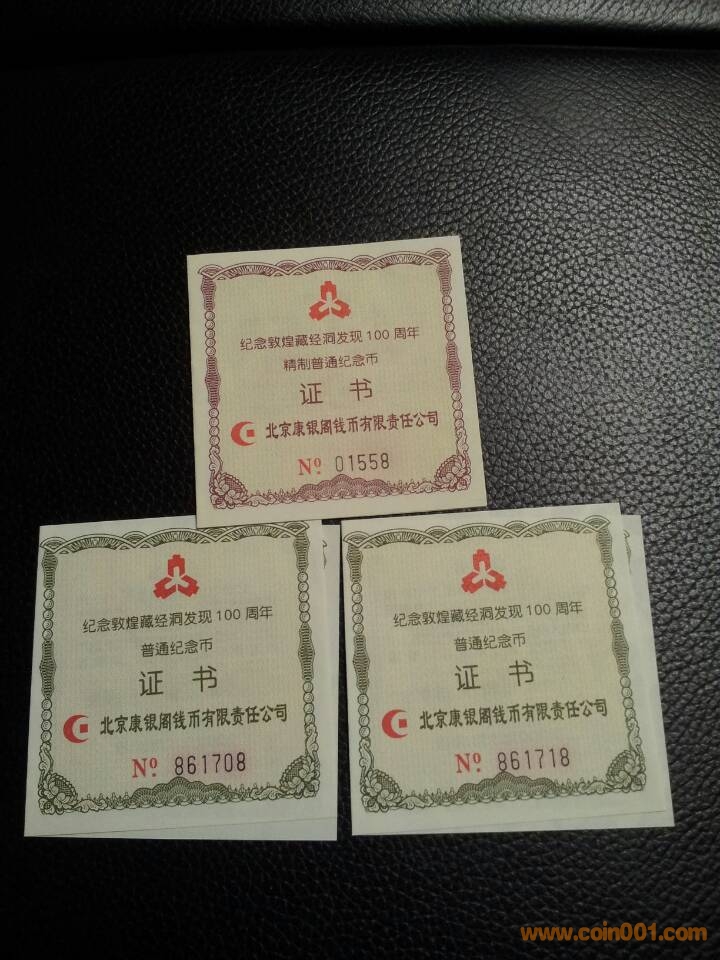 纪念敦煌藏经洞发现100周年
精制普通纪念币
证 书
北京康银阁钱币有限责任公司
Nº 01558
纪念敦煌藏经洞发现100周年
普通纪念币
证 书
北京康银阁钱币有限责任公司
Nº 861708
纪念敦煌藏经洞发现100周年
普通纪念币
证 书
北京康银阁钱币有限责任公司
Nº 861718
www.coin001.com